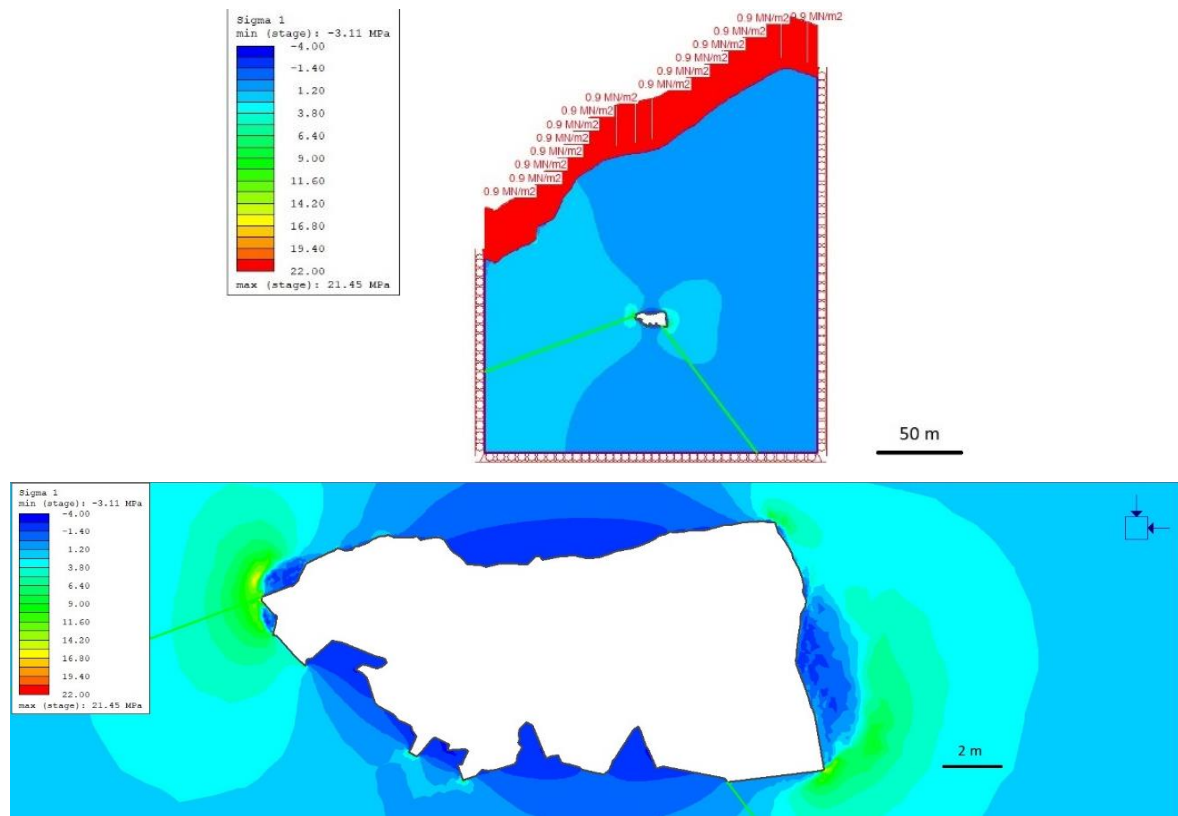 Sigma 1
min (stage): -3.11 MPa
-4.00
-1.40
1.20
3.80
6.40
9.00
11.60
14.20
16.80
19.40
22.00
max (stage): 21.45 MPa
0.9 MN/m2 0.9 MN/m2
0.9 MN/m2
0.9 MN/m2
0.9 MN/m2
0.9 MN/m2
0.9 MN/m2
0.9 MN/m2
0.9 MN/m2
0.9 MN/m2
0.9 MN/m2
0.9 MN/m2
0.9 MN/m2
0.9 MN/m2
0.9 MN/m2
50 m
Sigma 1
min (stage): -3.11 MPa
-4.00
-1.40
1.20
3.80
6.40
9.00
11.60
14.20
16.80
19.40
22.00
max (stage): 21.45 MPa
2 m